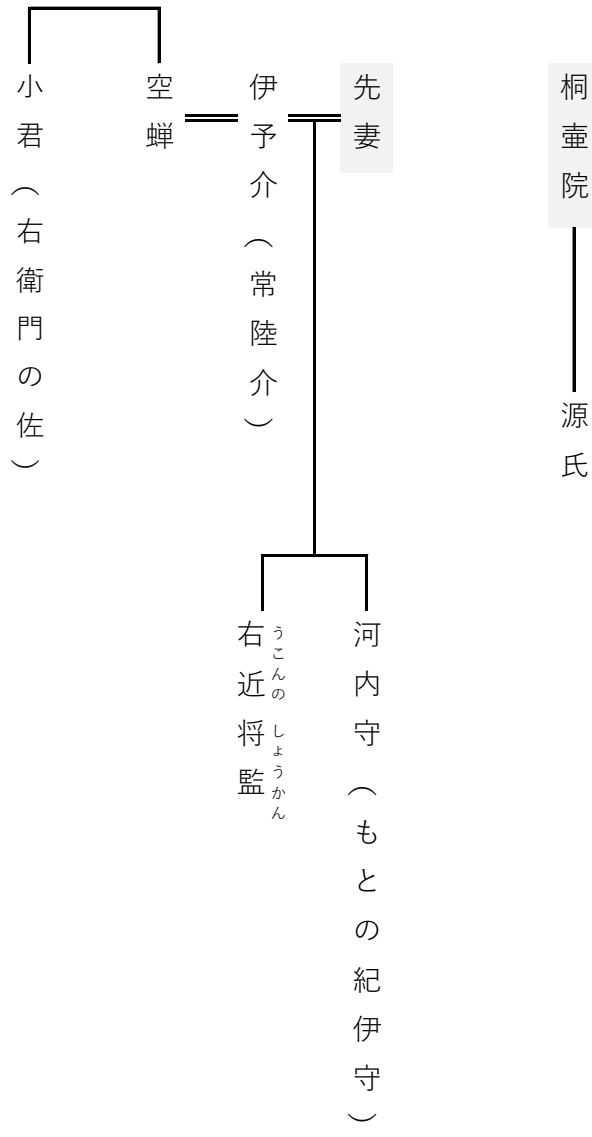 桐壷院
源氏
先妻
伊予介（常陸介）
空蝉
小君（右衛門の佐）
河内守（もとの紀伊守）
うこんの しょうかん
右近将監